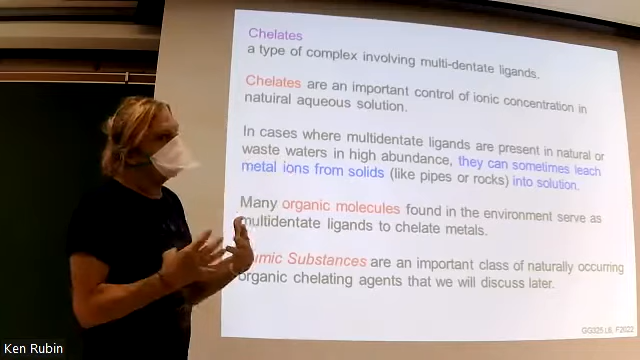 Chelates
a type of complex involving multi-dentate ligands.
Chelates are an important control of ionic concentration in
natuiral aqueous solution.
In cases where multidentate ligands are present in natural or
waste waters in high abundance, they can sometimes leach
metal ions from solids (like pipes or rocks) into solution.
Many organic molecules found in the environment serve as
multidentate ligands to chelate metals.
Substances are an important class of naturally occurring
organic chelating agents that we will discuss later.
GG325 L6, F2022
Ken Rubin